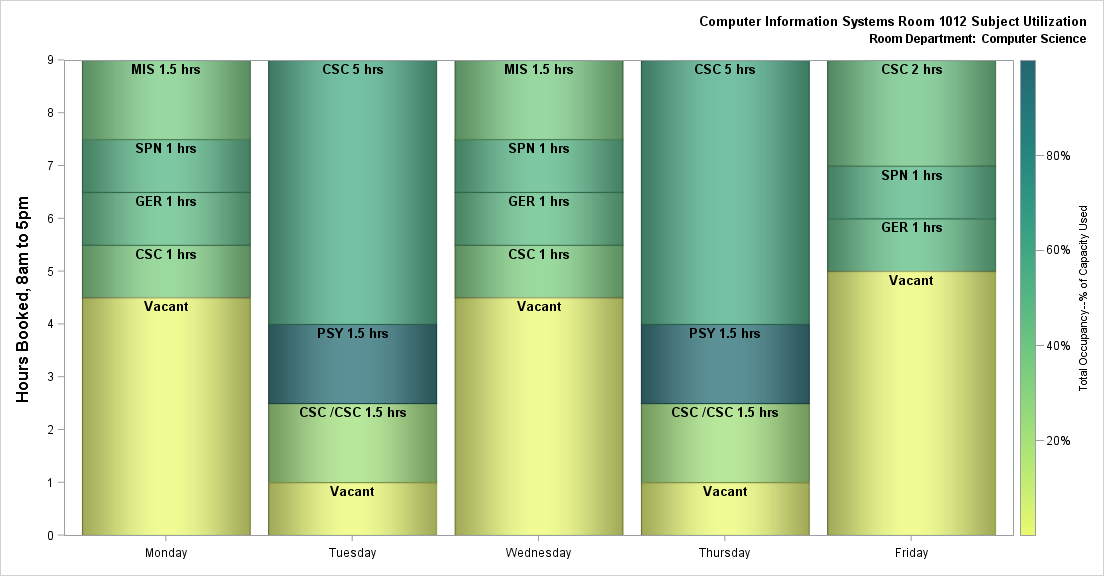 Computer Information Systems Room 1012 Subject Utilization
Room Department: Computer Science
Hours Booked, 8am to 5pm
9
8
7
6
5
4
3
2
1
0
MIS 1.5 hrs
SPN 1 hrs
GER 1 hrs
CSC 1 hrs
Vacant
Monday
CSC 5 hrs
PSY 1.5 hrs
CSC /CSC 1.5 hrs
Vacant
Tuesday
MIS 1.5 hrs
SPN 1 hrs
GER 1 hrs
CSC 1 hrs
Vacant
Wednesday
CSC 5 hrs
PSY 1.5 hrs
CSC /CSC 1.5 hrs
Vacant
Thursday
CSC 2 hrs
SPN 1 hrs
GER 1 hrs
Vacant
Friday
80%
60%
40%
20%
Total Occupancy--% of Capacity Used